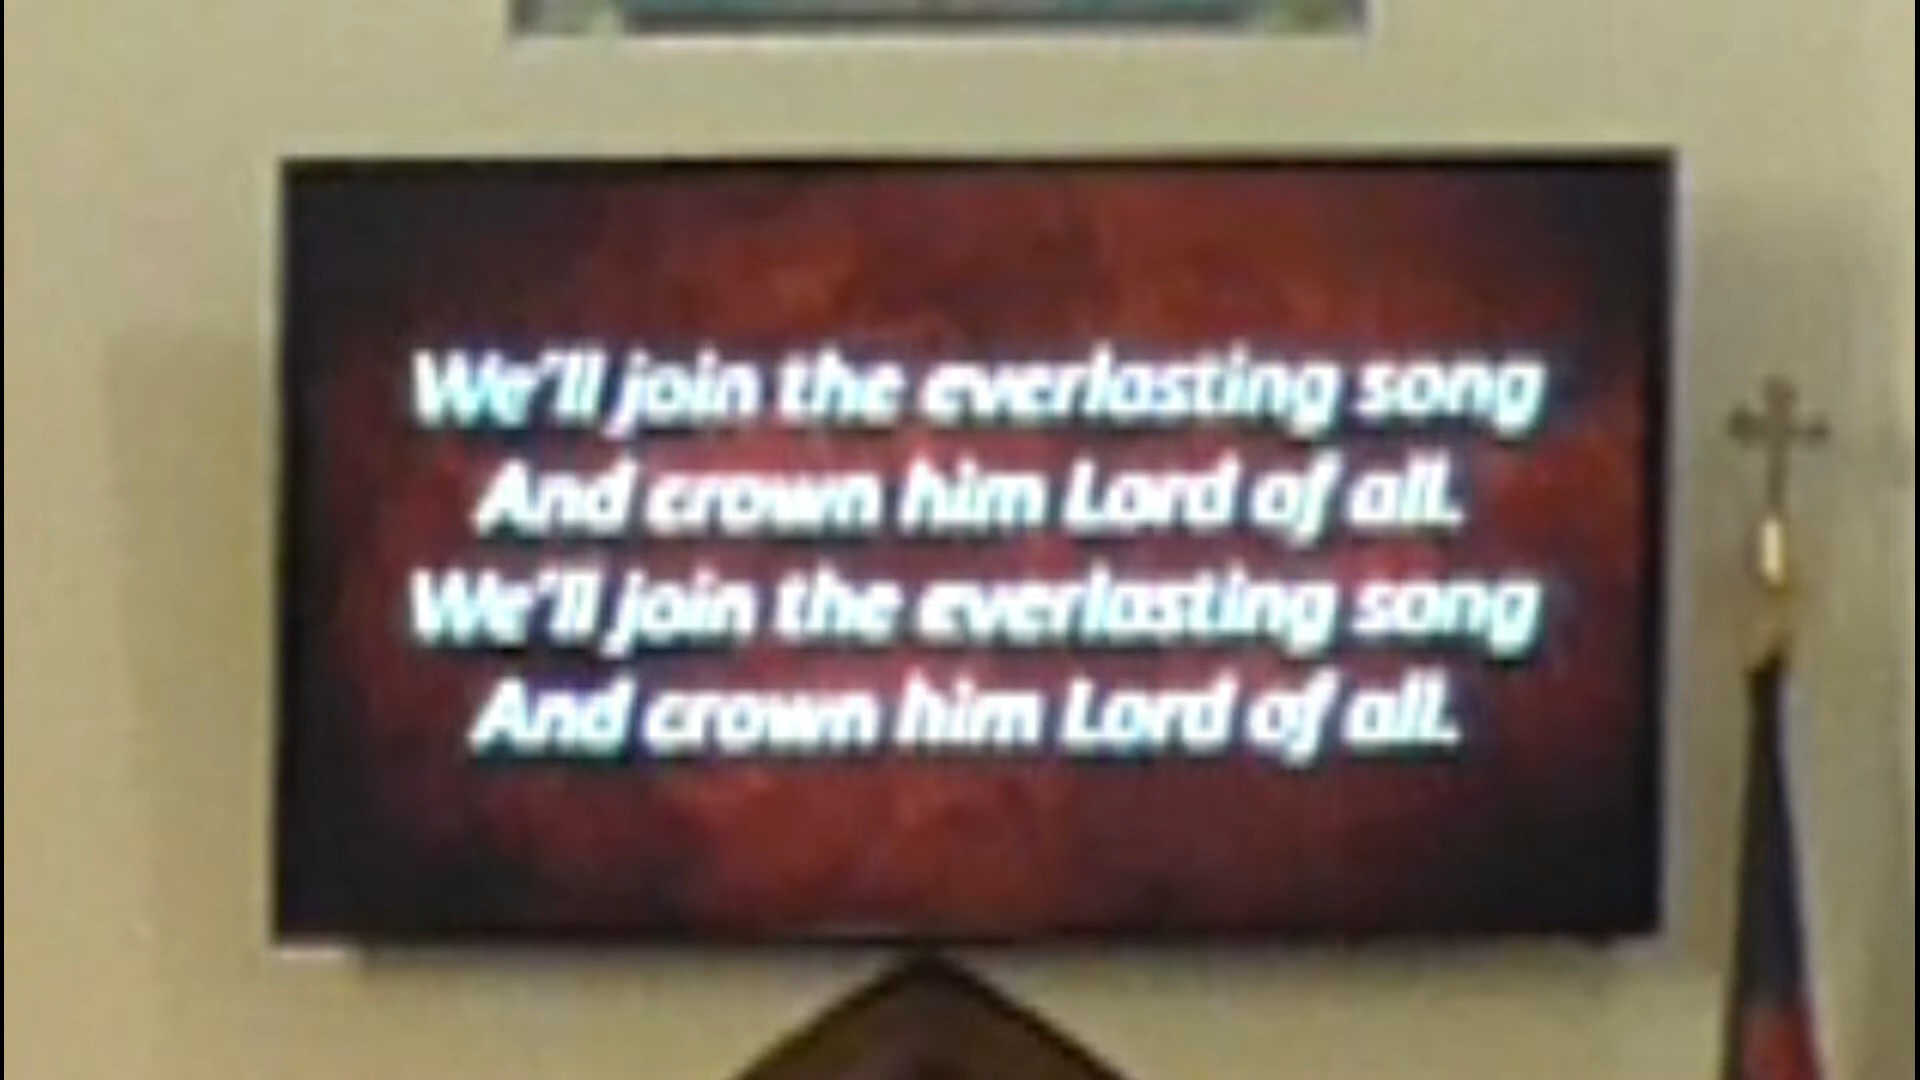 We'll join the everlasting song
And crown him Lord of all.
We'll join the everlasting song
And crown him Lord of all.